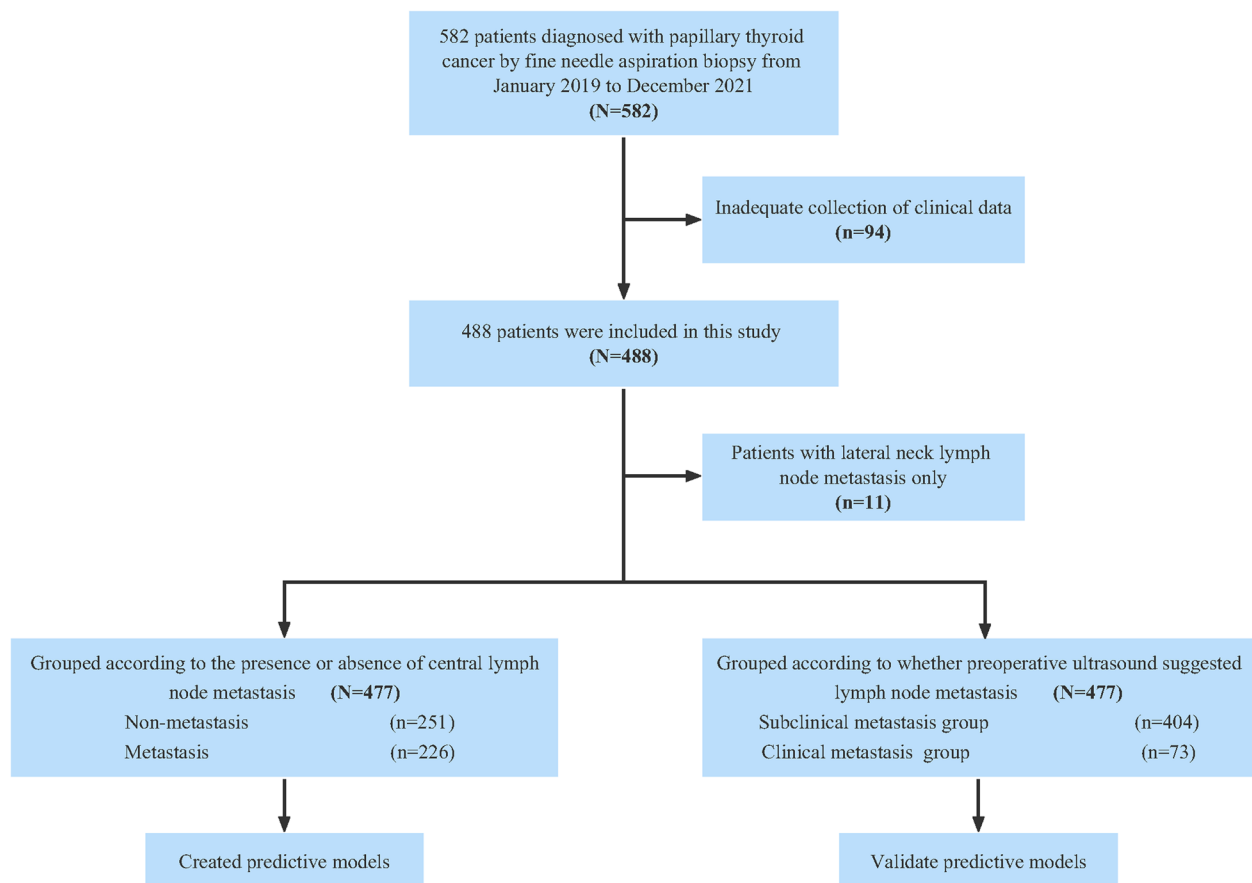 582 patients diagnosed with papillary thyroid
cancer by fine needle aspiration biopsy from
January 2019 to December 2021
(N=582)
Inadequate collection of clinical data
(n=94)
488 patients were included in this study
(N=488)
Patients with lateral neck lymph
node metastasis only
(n=11)
Grouped according to the presence or absence of central lymph
node metastasis (N=477)
Non-metastasis (n=251)
Metastasis (n=226)
Grouped according to whether preoperative ultrasound suggested
lymph node metastasis (N=477)
Subclinical metastasis group (n=404)
Clinical metastasis group (n=73)
Created predictive models
Validate predictive models